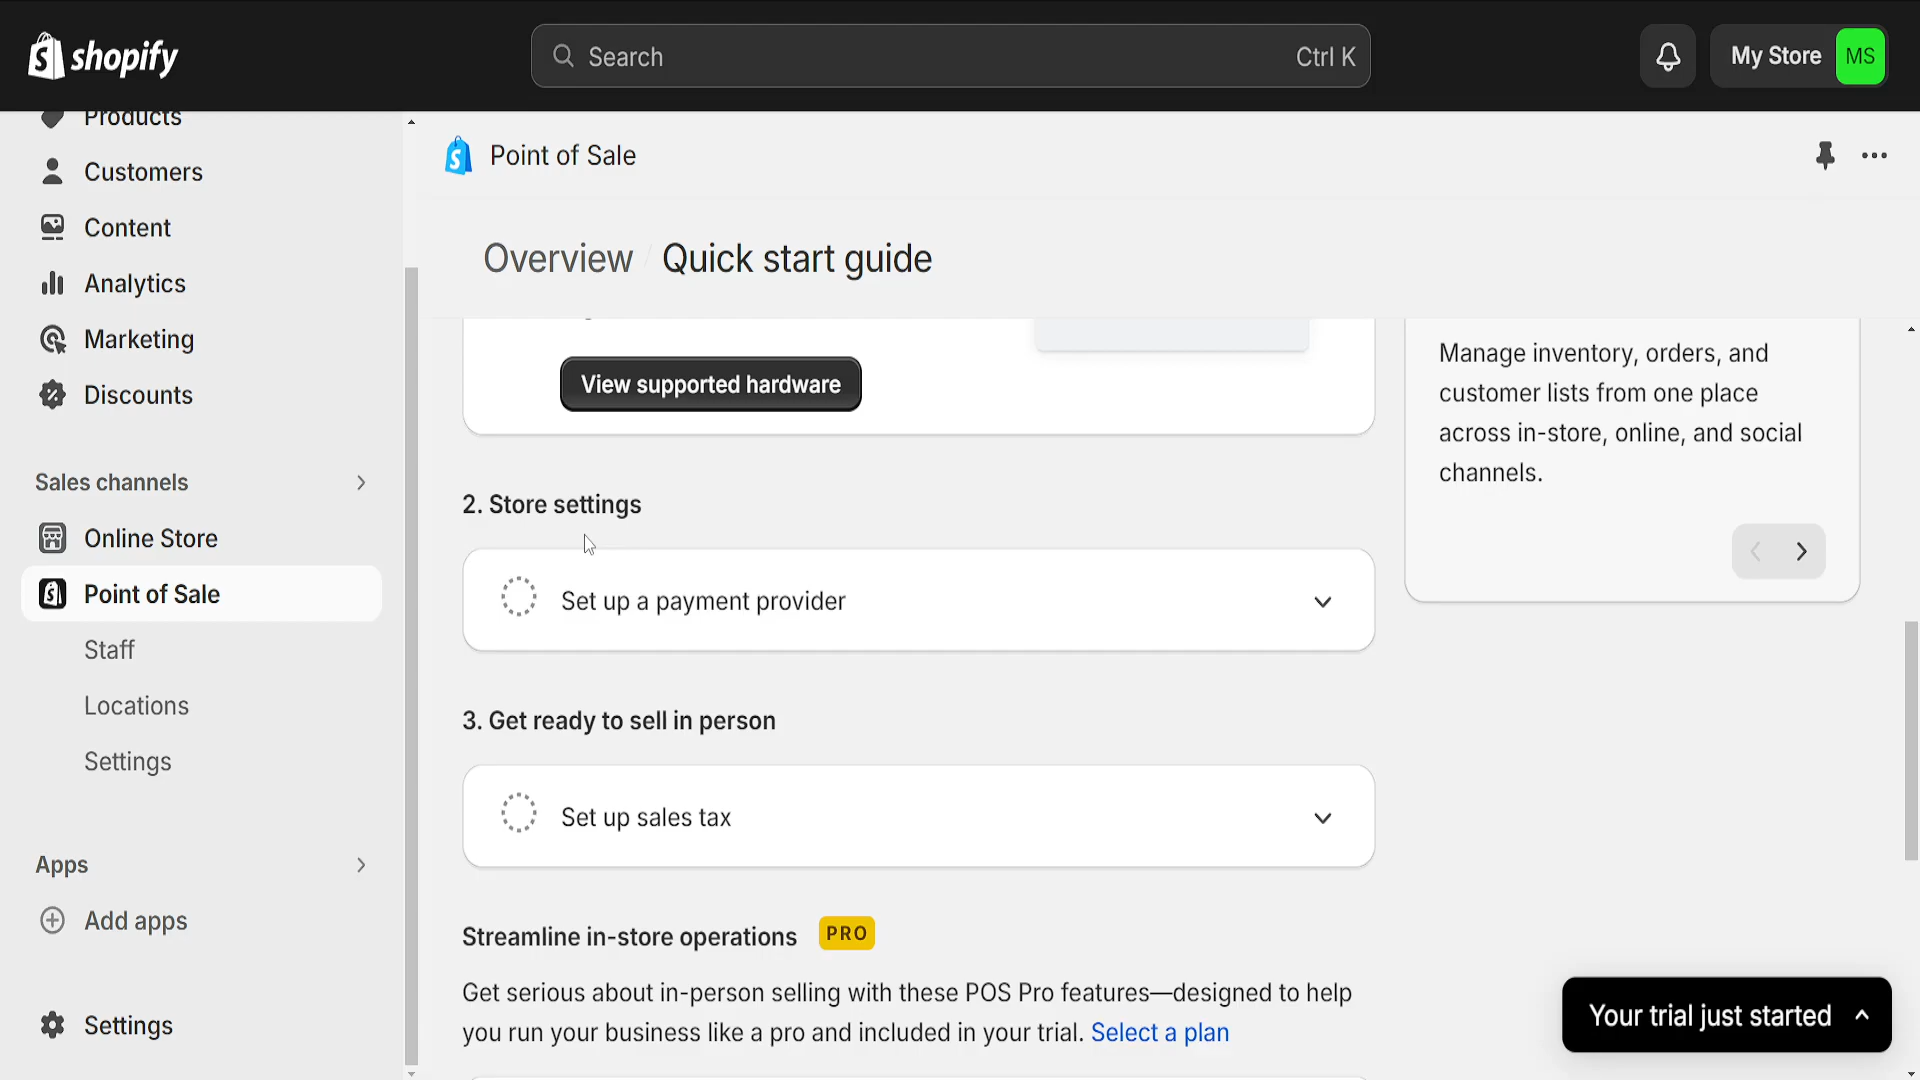 shopify
Search
Ctrl K
My Store
MS
Products
Customers
Content
Analytics
Marketing
Discounts
Sales channels
Online Store
Point of Sale
Staff
Locations
Settings
Apps
Add apps
Settings
Point of Sale
Overview / Quick start guide
View supported hardware
2. Store settings
Set up a payment provider
3. Get ready to sell in person
Set up sales tax
Streamline in-store operations PRO
Get serious about in-person selling with these POS Pro features—designed to help
you run your business like a pro and included in your trial. Select a plan
Manage inventory, orders, and
customer lists from one place
across in-store, online, and social
channels.
Your trial just started